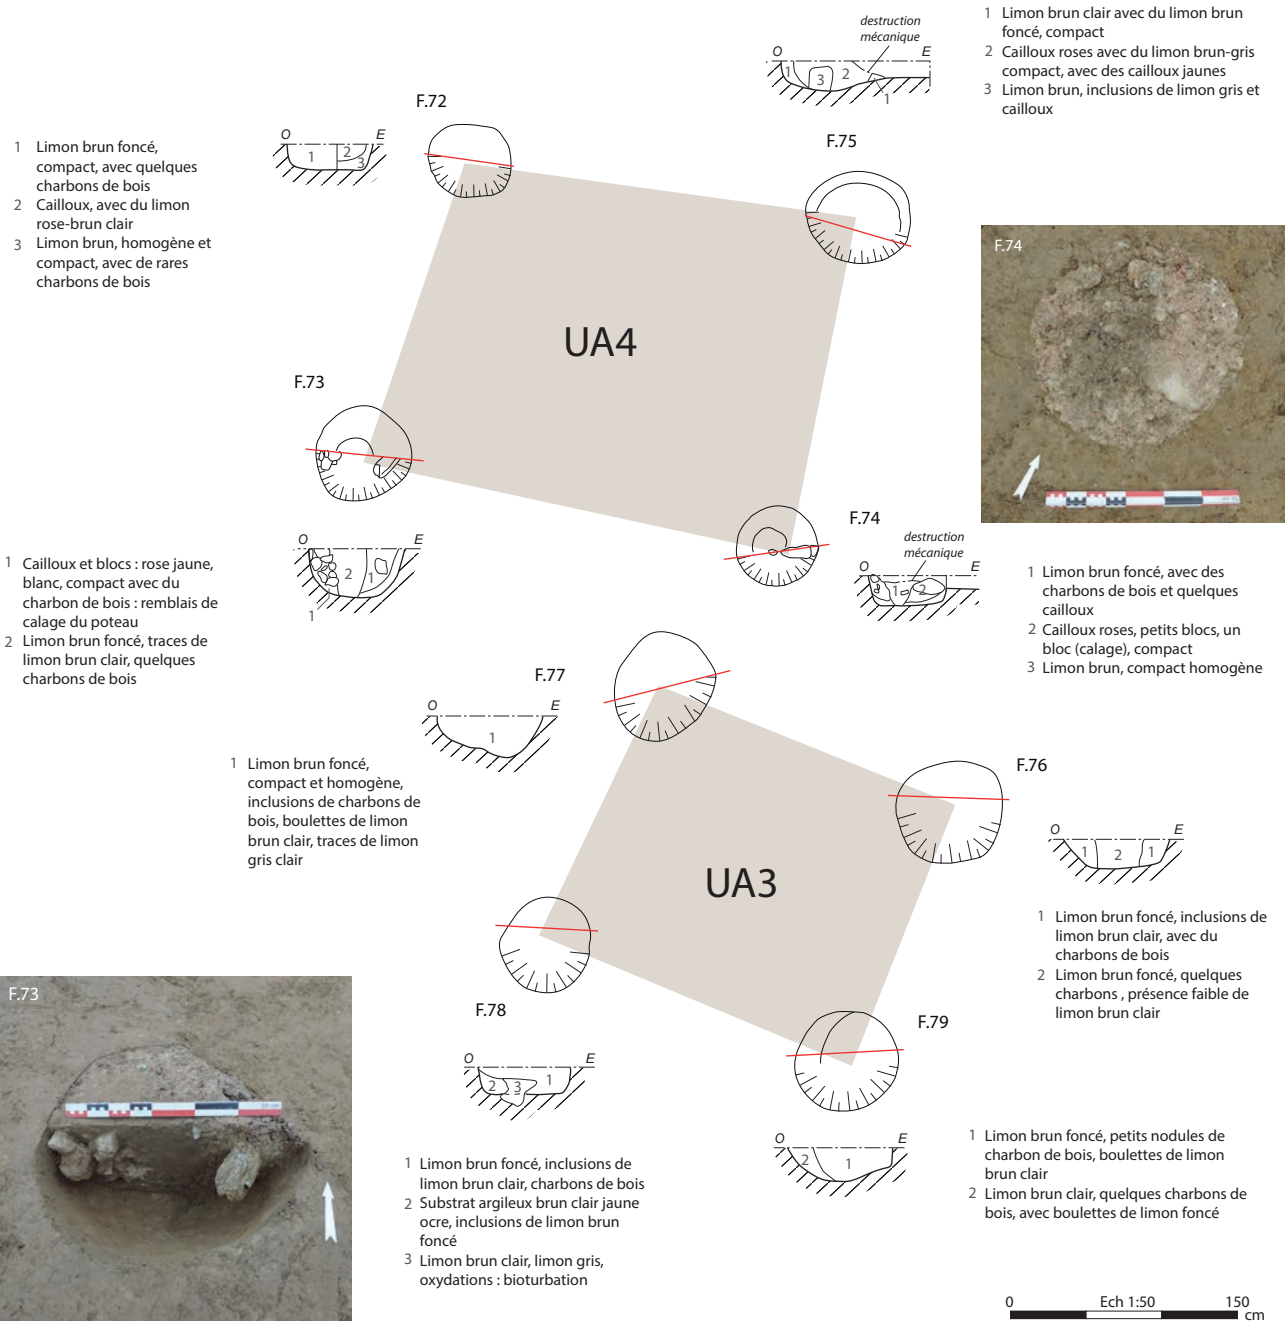 1 Limon brun clair avec du limon brun
foncé, compact
2 Cailloux roses avec du limon brun-gris
compact, avec des cailloux jaunes
3 Limon brun, inclusions de limon gris et
cailloux
destruction
mécanique
O E
1 3 2
1
F.72
F.75
O E
1 2
3
1 Limon brun foncé,
compact, avec quelques
charbons de bois
2 Cailloux, avec du limon
rose-brun clair
3 Limon brun, homogène et
compact, avec de rares
charbons de bois
F.74
UA4
F.73
F.74
destruction
mécanique
O E
2 1
1
O E
1 2
1 Cailloux et blocs : rose jaune,
blanc, compact avec du
charbon de bois : remblais de
calage du poteau
2 Limon brun foncé, traces de
limon brun clair, quelques
charbons de bois
1 Limon brun foncé, avec des
charbons de bois et quelques
cailloux
2 Cailloux roses, petits blocs, un
bloc (calage), compact
3 Limon brun, compact homogène
F.77
O E
1
1 Limon brun foncé,
compact et homogène,
inclusions de charbons de
bois, boulettes de limon
brun clair, traces de limon
gris clair
F.76
O E
1 2 1
UA3
1 Limon brun foncé, inclusions de
limon brun clair, avec du
charbons de bois
2 Limon brun foncé, quelques
charbons , présence faible de
limon brun clair
F.73
F.78
F.79
O E
2 3 1
O E
2 1
1 Limon brun foncé, inclusions de
limon brun clair, charbons de bois
2 Substrat argileux brun clair jaune
ocre, inclusions de limon brun
foncé
3 Limon brun clair, limon gris,
oxydations : bioturbation
1 Limon brun foncé, petits nodules de
charbon de bois, boulettes de limon
brun clair
2 Limon brun clair, quelques charbons de
bois, avec boulettes de limon foncé
0 Ech 1:50 150
cm